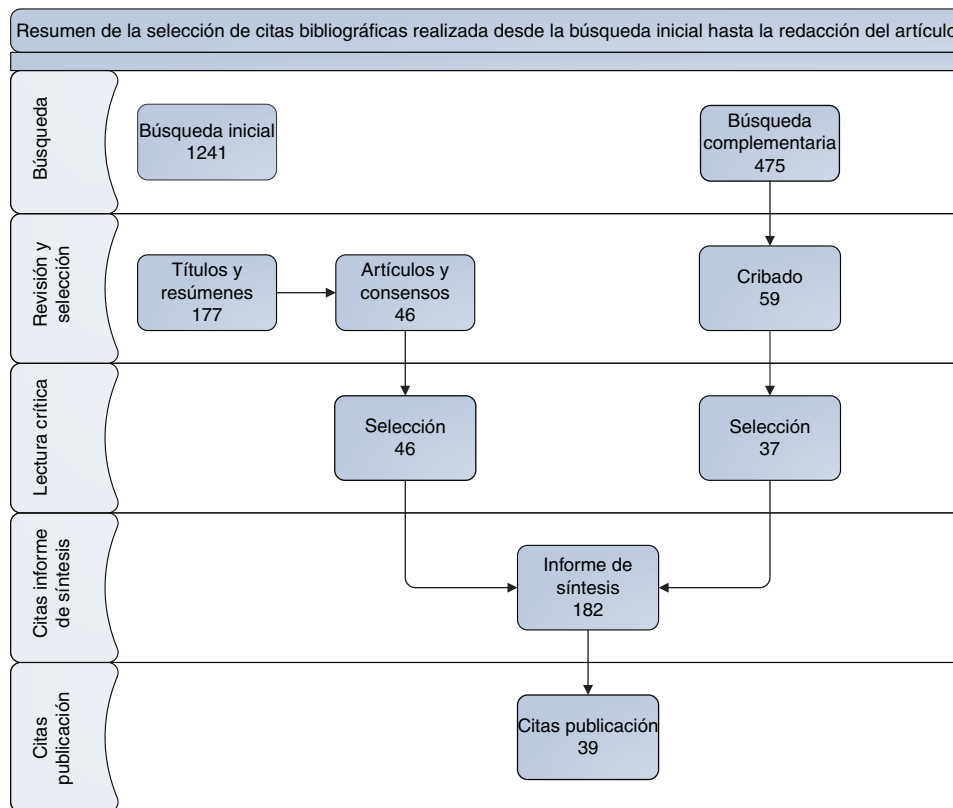 Resumen de la selección de citas bibliográficas realizada desde la búsqueda inicial hasta la redacción del artículo
Búsqueda
Búsqueda inicial
1241
Búsqueda
complementaria
475
Revisión y
selección
Títulos y
resúmenes
177
Artículos y
consensos
46
Cribado
59
Lectura crítica
Selección
46
Selección
37
Citas informe
de síntesis
Informe de
síntesis
182
Citas
publicación
Citas publicación
39